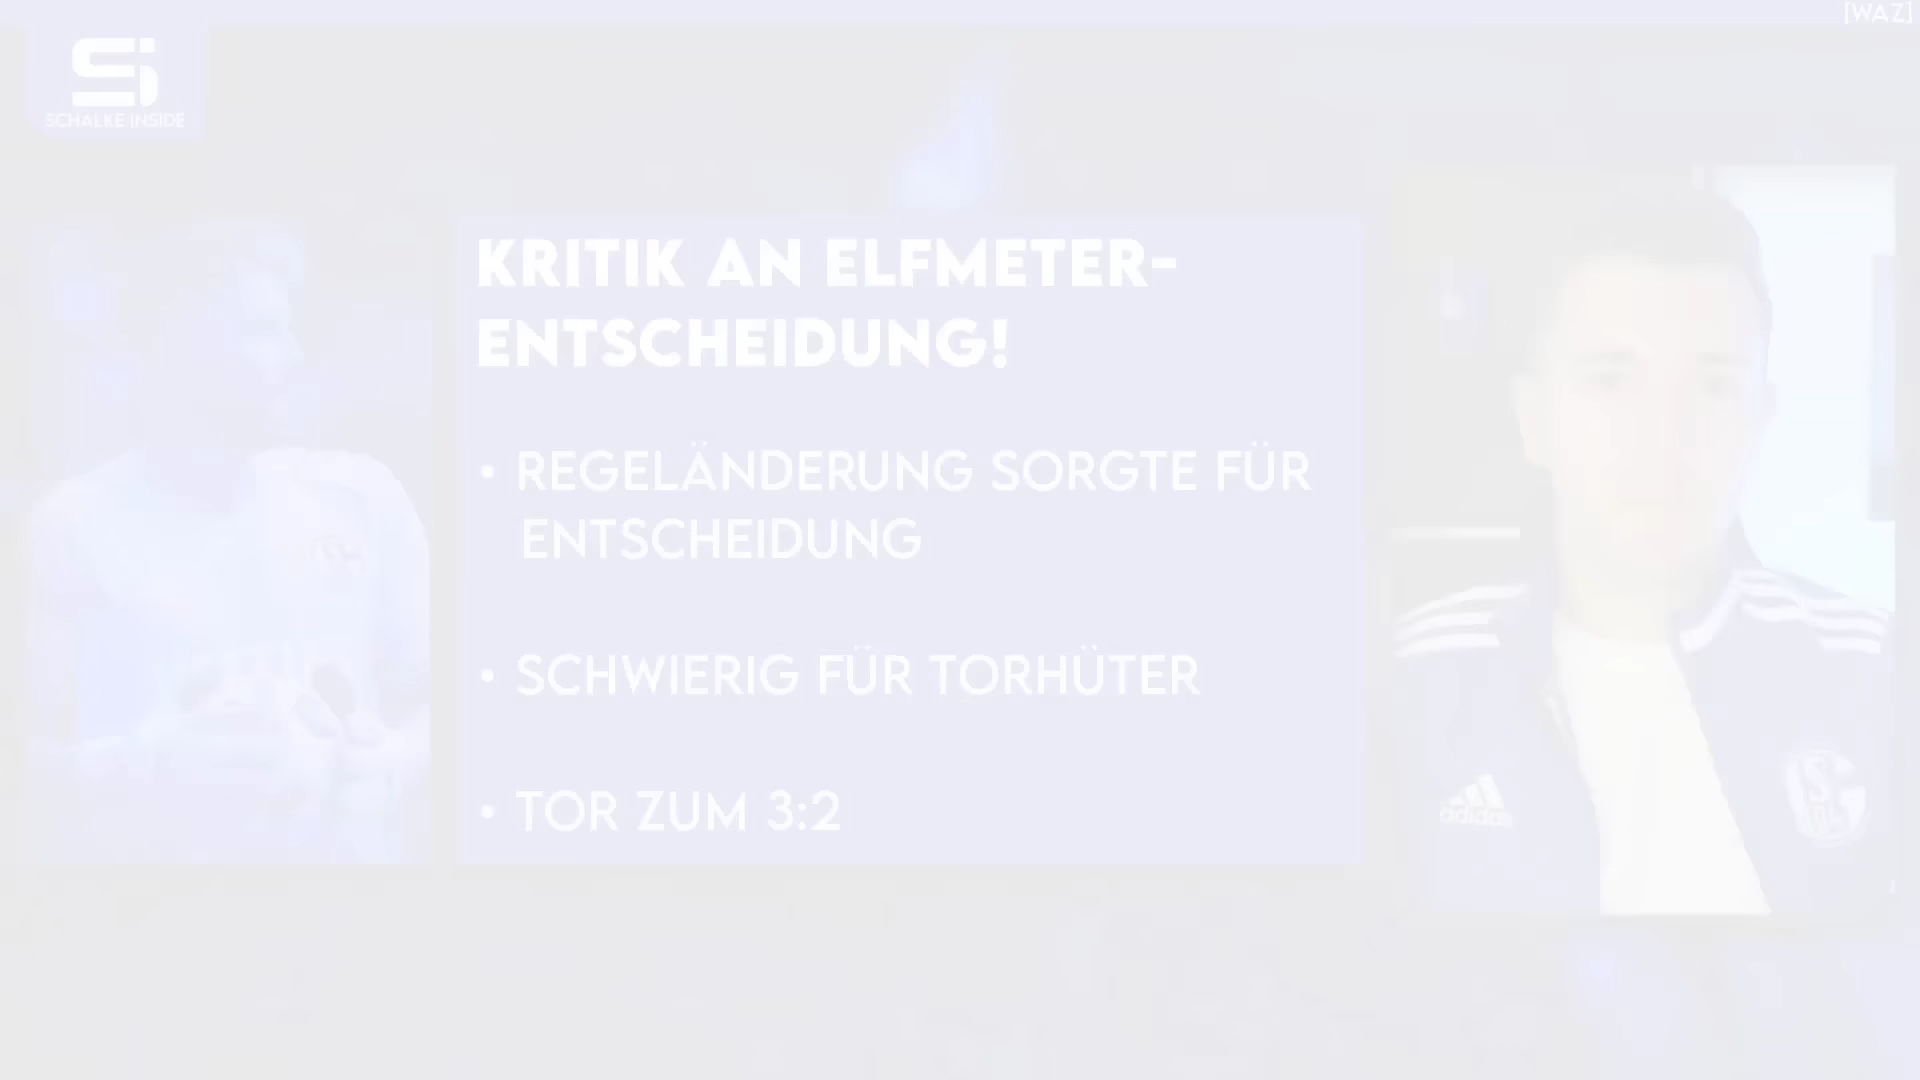 [WAZ]
SCHALKE INSIDE
KRITIK AN ELFMETER-
ENTSCHEIDUNG!
• REGELÄNDERUNG SORGTE FÜR
ENTSCHEIDUNG
• SCHWIERIG FÜR TORHÜTER
• TOR ZUM 3:2
adidas
S04